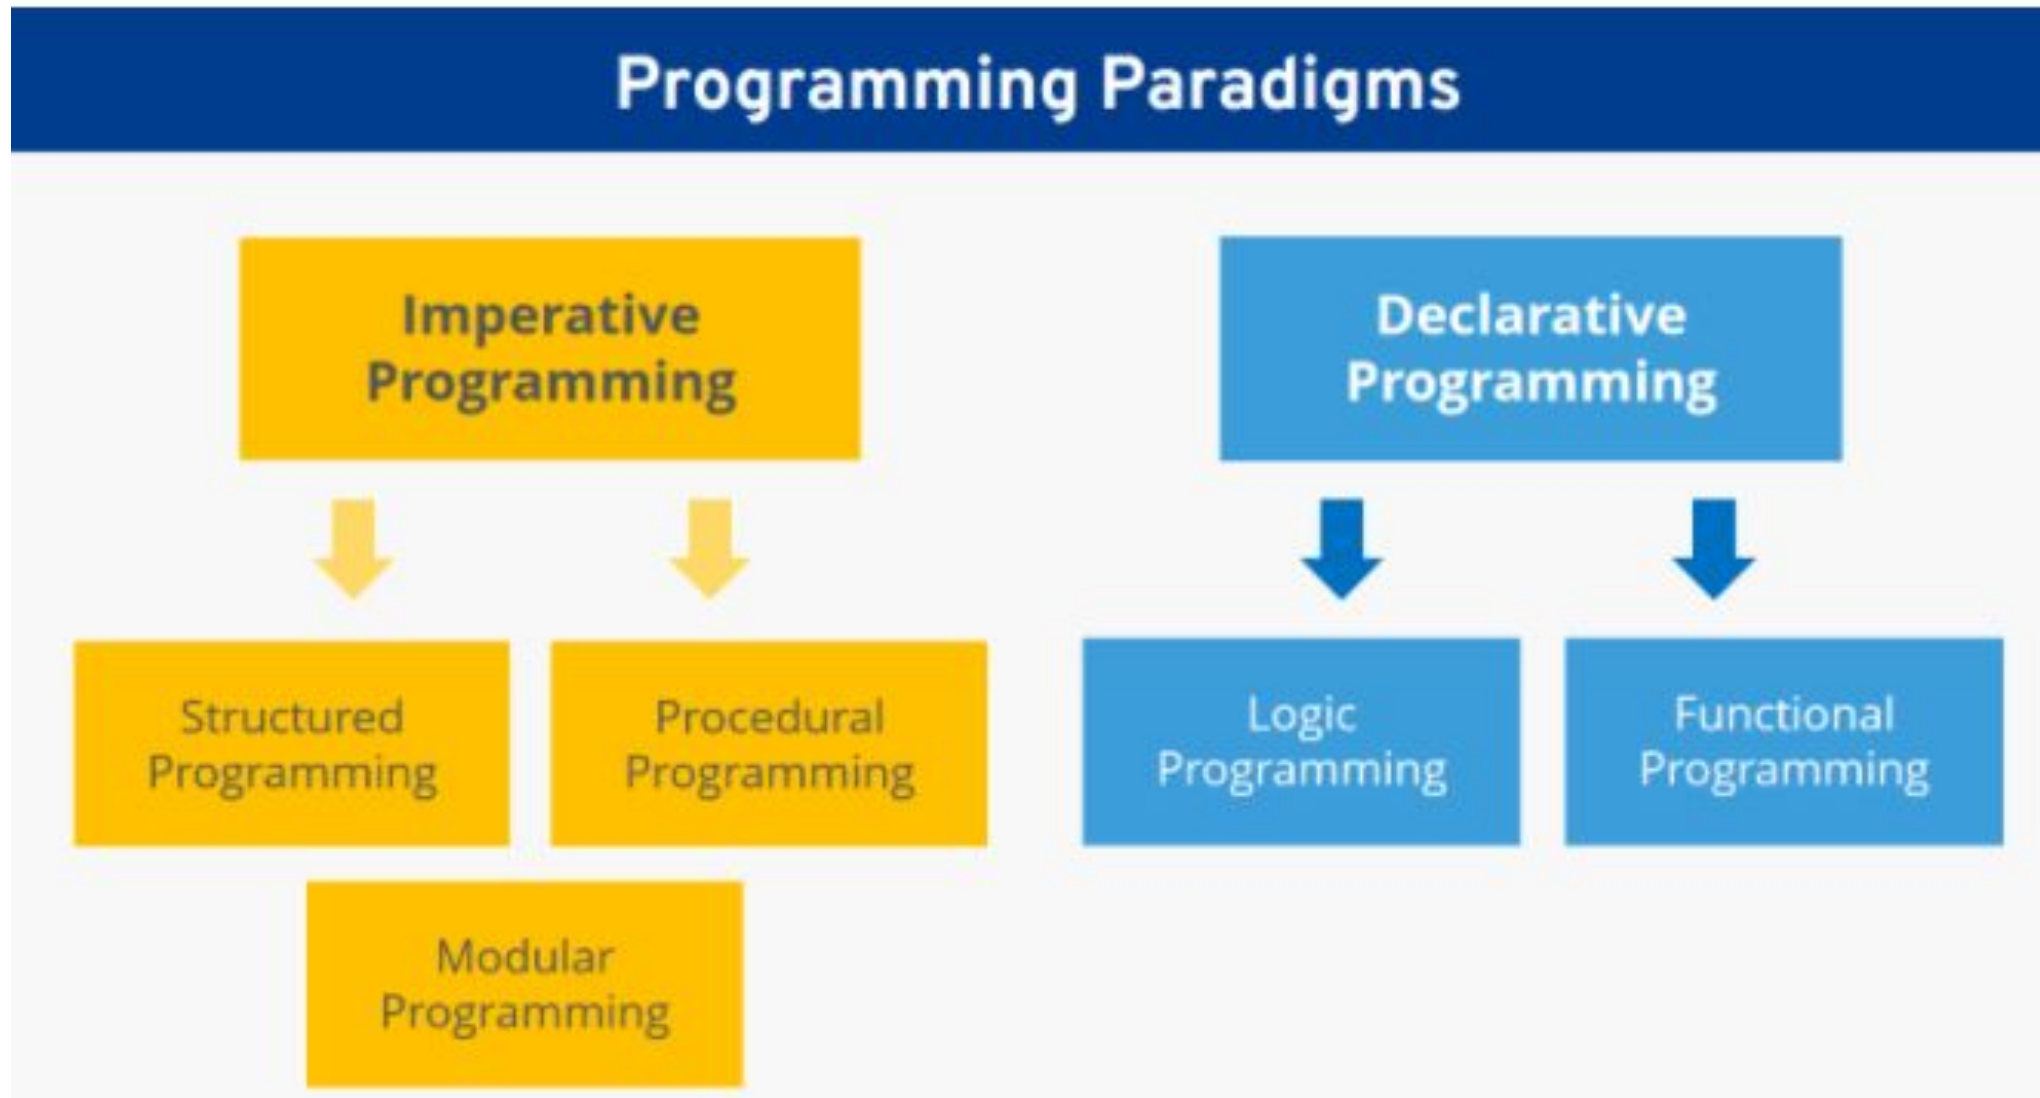 Programming Paradigms
Imperative
Programming
Declarative
Programming
Structured
Programming
Procedural
Programming
Logic
Programming
Functional
Programming
Modular
Programming